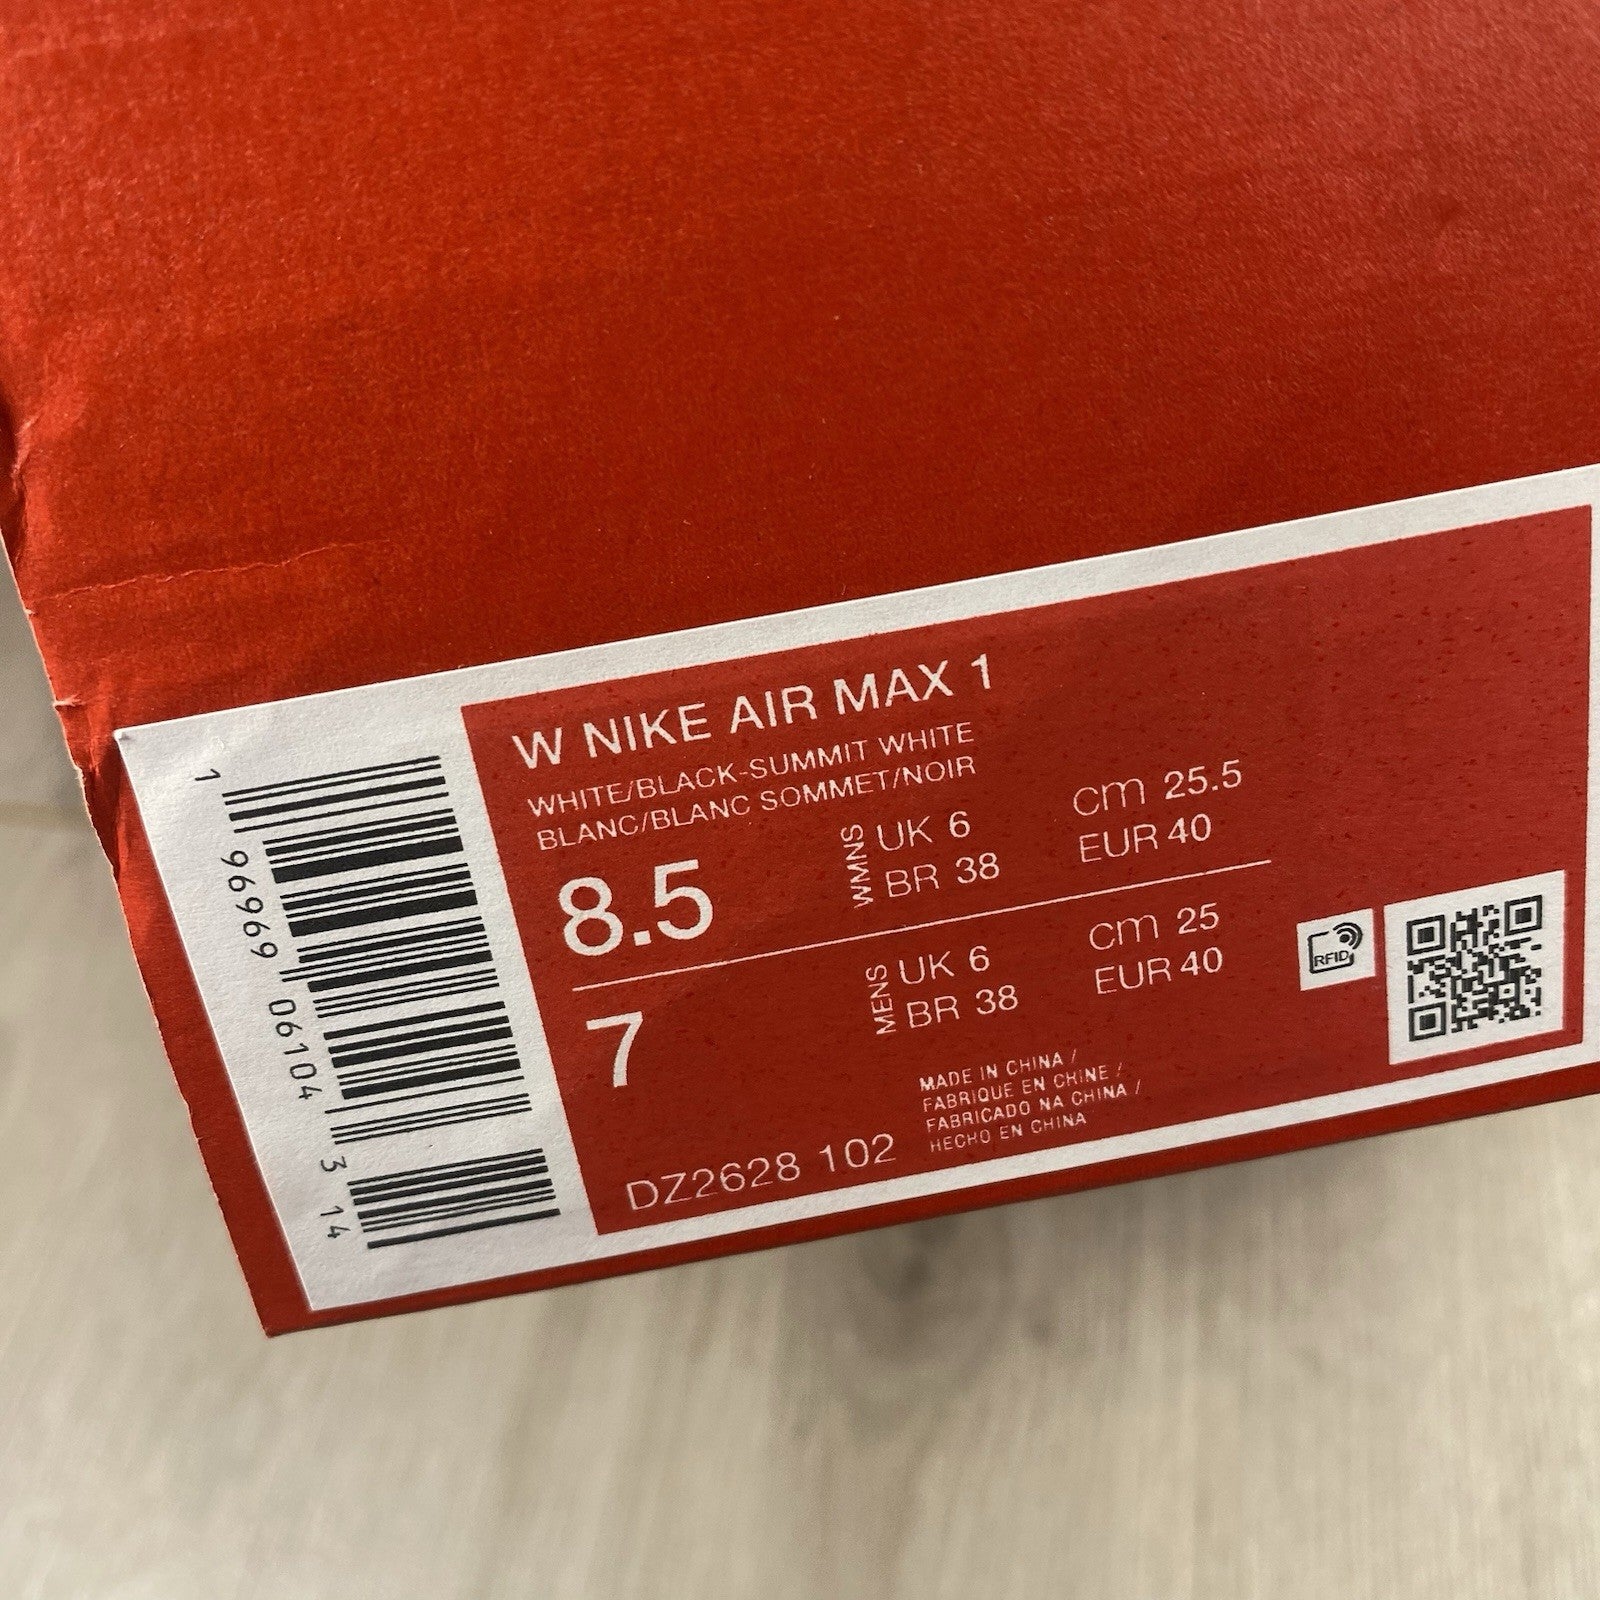 W NIKE AIR MAX 1
WHITE/BLACK-SUMMIT WHITE
BLANC/BLANC SOMMET/NOIR
8.5
WMNS
UK 6
BR 38
cm 25.5
EUR 40
7
MENS
UK 6
BR 38
cm 25
EUR 40
RFID
DZ2628 102
MADE IN CHINA /
FABRIQUE EN CHINE /
FABRICADO NA CHINA /
HECHO EN CHINA
1 96969 06104 3 14